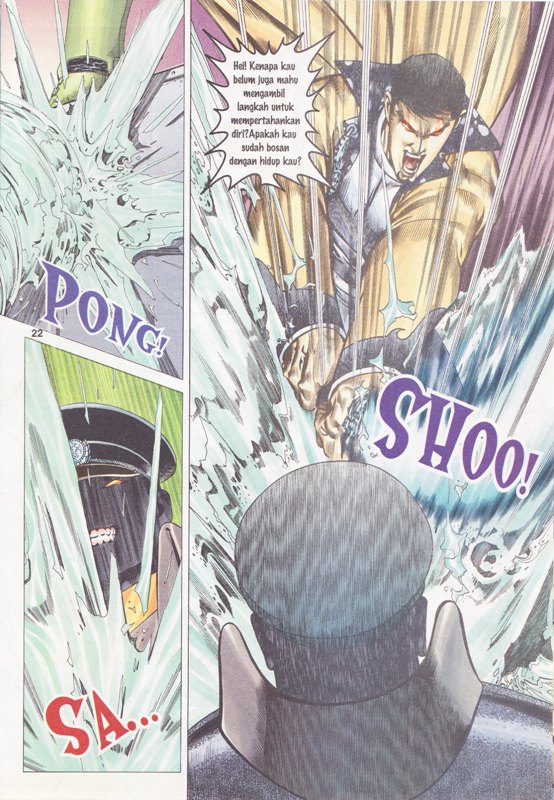 PONG!
22
SA...
Hei! Kenapa kau
belum juga mahu
mengambil
langkah untuk
mempertahankan
diri?Apakah kau
sudah bosan
dengan hidup kau?
SHOO!